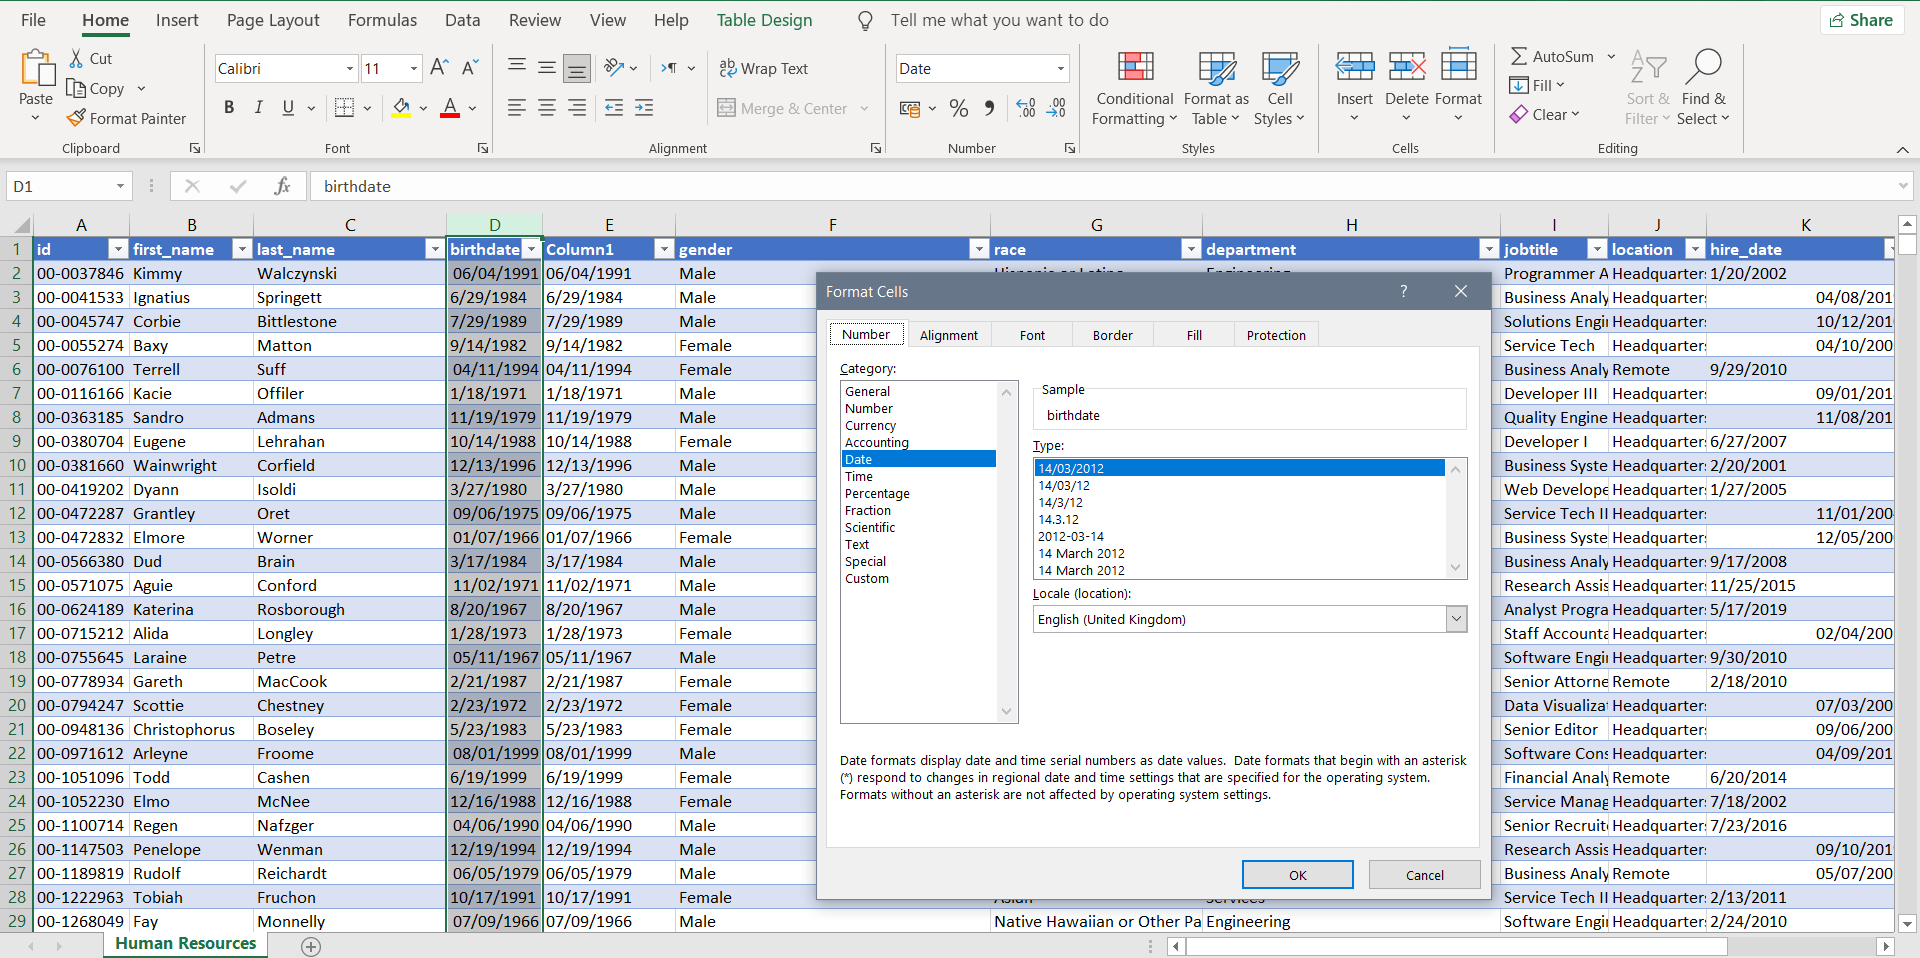 File Home Insert Page Layout Formulas Data Review View Help Table Design Tell me what you want to do Share
Paste
Cut
Copy
Format Painter
Clipboard
Calibri 11
B I U
Font
Wrap Text
Merge & Center
Alignment
Date
Number
Conditional Formatting
Format as Table
Cell Styles
Styles
Insert
Delete
Format
Cells
AutoSum
Fill
Clear
Sort & Filter
Find & Select
Editing
D1 fx birthdate
A B C D E F G H I J K
1 id first_name last_name birthdate Column1 gender race department jobtitle location hire_date
2 00-0037846 Kimmy Walczynski 06/04/1991 06/04/1991 Male Programmer A Headquarter 1/20/2002
3 00-0041533 Ignatius Springett 6/29/1984 6/29/1984 Male Business Analy Headquarter 04/08/201
4 00-0045747 Corbie Bittlestone 7/29/1989 7/29/1989 Male Solutions Engi Headquarter 10/12/201
5 00-0055274 Baxy Matton 9/14/1982 9/14/1982 Female Service Tech Headquarter 04/10/200
6 00-0076100 Terrell Suff 04/11/1994 04/11/1994 Female Business Analy Remote 9/29/2010
7 00-0116166 Kacie Offiler 1/18/1971 1/18/1971 Male Developer III Headquarter 09/01/201
8 00-0363185 Sandro Admans 11/19/1979 11/19/1979 Male Quality Engine Headquarter 11/08/201
9 00-0380704 Eugene Lehrahan 10/14/1988 10/14/1988 Female Developer I Headquarter 6/27/2007
10 00-0381660 Wainwright Corfield 12/13/1996 12/13/1996 Male Business Syste Headquarter 2/20/2001
11 00-0419202 Dyann Isoldi 3/27/1980 3/27/1980 Male Web Develope Headquarter 1/27/2005
12 00-0472287 Grantley Oret 09/06/1975 09/06/1975 Male Service Tech II Headquarter 11/01/200
13 00-0472832 Elmore Worner 01/07/1966 01/07/1966 Female Business Syste Headquarter 12/05/200
14 00-0566380 Dud Brain 3/17/1984 3/17/1984 Male Business Analy Headquarter 9/17/2008
15 00-0571075 Aguie Conford 11/02/1971 11/02/1971 Male Research Assis Headquarter 11/25/2015
16 00-0624189 Katerina Rosborough 8/20/1967 8/20/1967 Male Analyst Progra Headquarter 5/17/2019
17 00-0715212 Alida Longley 1/28/1973 1/28/1973 Female Staff Accounta Headquarter 02/04/200
18 00-0755645 Laraine Petre 05/11/1967 05/11/1967 Male Software Engi Headquarter 9/30/2010
19 00-0778934 Gareth MacCook 2/21/1987 2/21/1987 Female Senior Attorne Remote 2/18/2010
20 00-0794247 Scottie Chestney 2/23/1972 2/23/1972 Female Data Visualiza Headquarter 07/03/200
21 00-0948136 Christophorus Boseley 5/23/1983 5/23/1983 Female Senior Editor Headquarter 09/06/200
22 00-0971612 Arleyne Froome 08/01/1999 08/01/1999 Male Software Cons Headquarter 04/09/201
23 00-1051096 Todd Cashen 6/19/1999 6/19/1999 Female Financial Analy Remote 6/20/2014
24 00-1052230 Elmo McNee 12/16/1988 12/16/1988 Female Service Manag Headquarter 7/18/2002
25 00-1100714 Regen Nafzger 04/06/1990 04/06/1990 Male Senior Recruit Headquarter 7/23/2016
26 00-1147503 Penelope Wenman 12/19/1994 12/19/1994 Male Research Assis Headquarter 09/10/201
27 00-1189819 Rudolf Reichardt 06/05/1979 06/05/1979 Male Business Analy Remote 05/07/200
28 00-1222963 Tobiah Fruchon 10/17/1991 10/17/1991 Female Service Tech II Headquarter 2/13/2011
29 00-1268049 Fay Monnelly 07/09/1966 07/09/1966 Male Native Hawaiian or Other Pa Engineering Software Engi Headquarter 2/24/2010
Human Resources
Format Cells ?
Number Alignment Font Border Fill Protection
Category:
General
Number
Currency
Accounting
Date
Time
Percentage
Fraction
Scientific
Text
Special
Custom
Sample
birthdate
Type:
14/03/2012
14/03/12
14/3/12
14.3.12
2012-03-14
14 March 2012
14 March 2012
Locale (location):
English (United Kingdom)
Date formats display date and time serial numbers as date values. Date formats that begin with an asterisk
(*) respond to changes in regional date and time settings that are specified for the operating system.
Formats without an asterisk are not affected by operating system settings.
OK Cancel